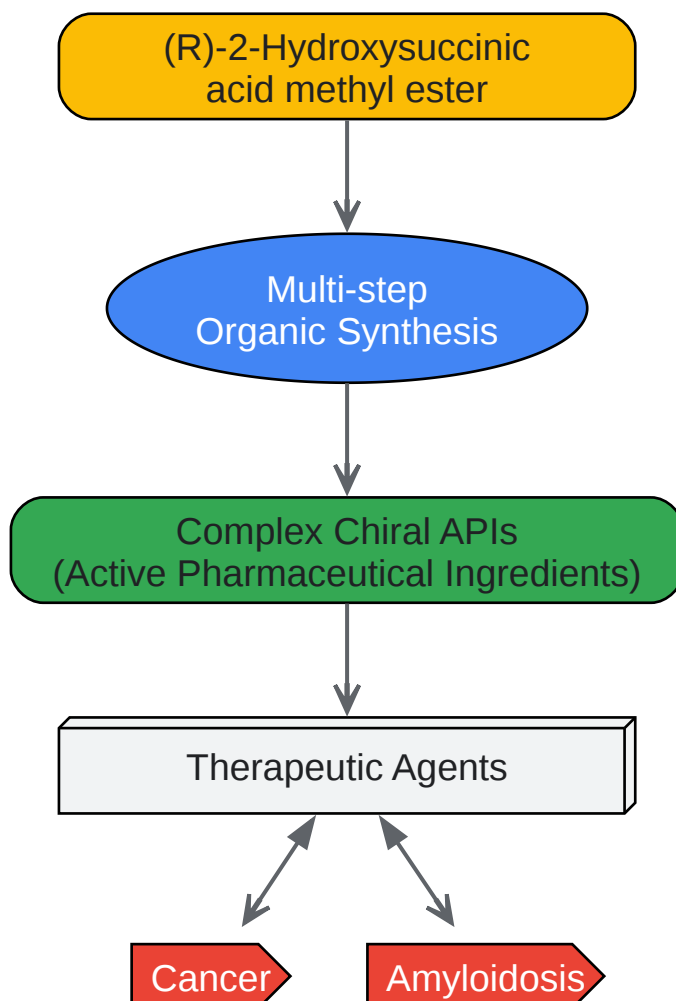 (R)-2-Hydroxysuccinic
acid methyl ester
Multi-step
Organic Synthesis
Complex Chiral APIs
(Active Pharmaceutical Ingredients)
Therapeutic Agents
Cancer
Amyloidosis